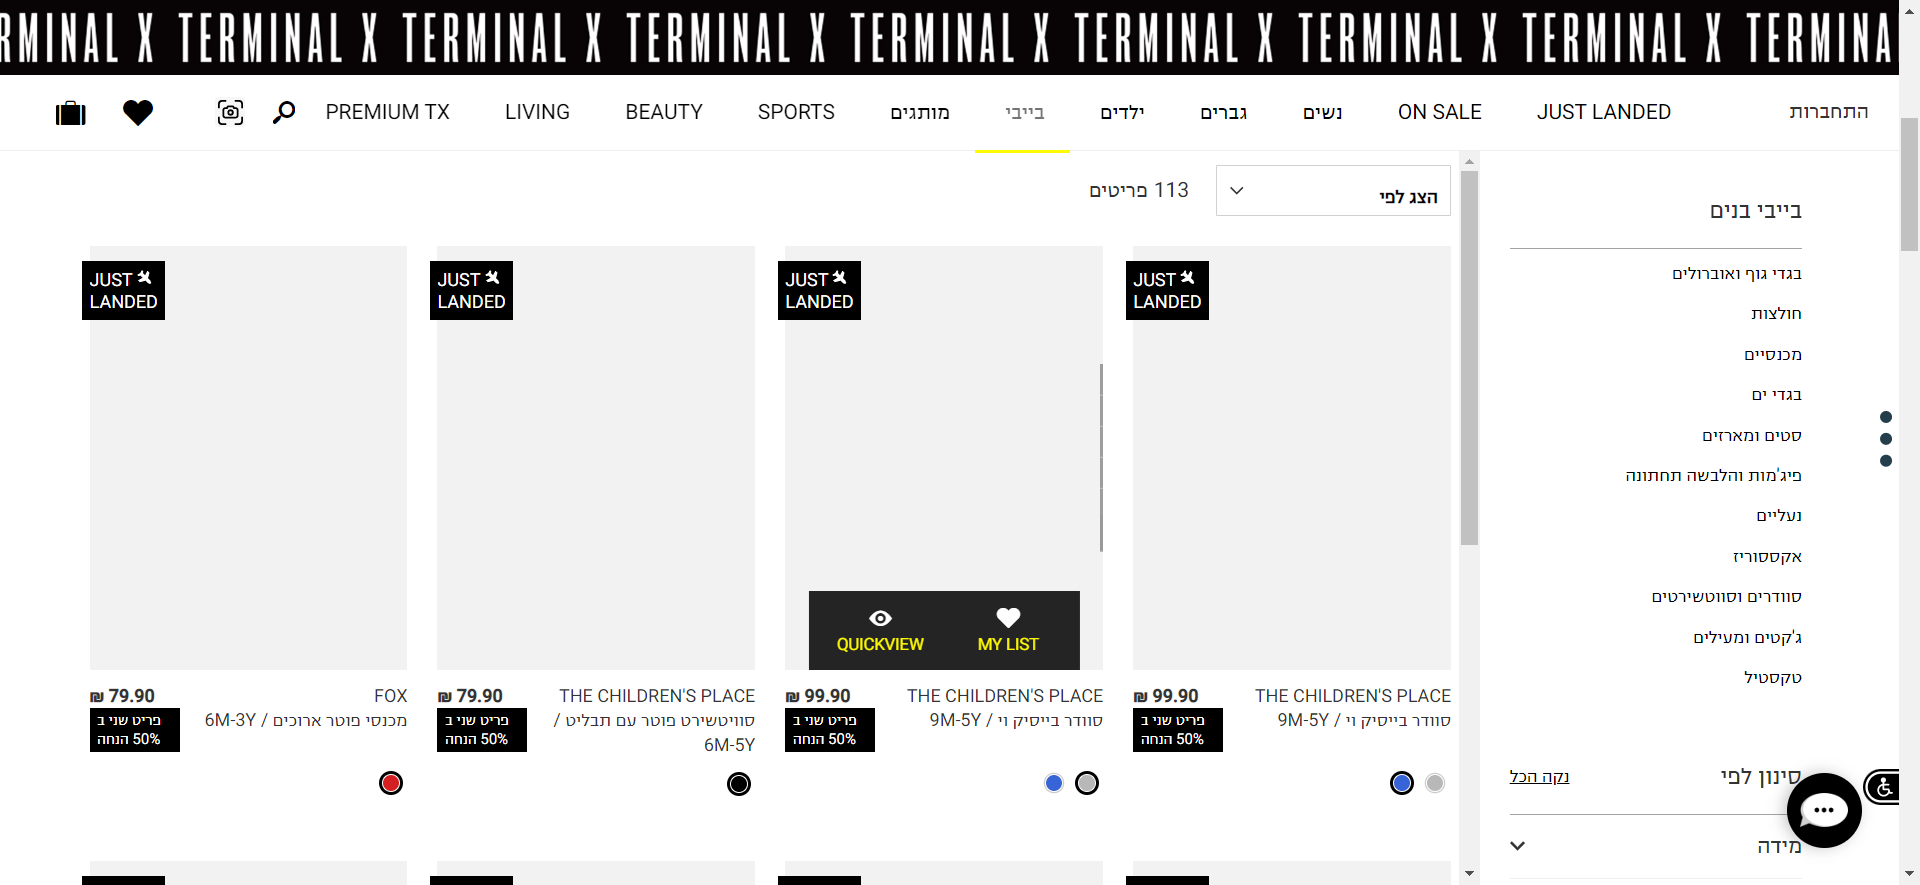 RMINAL X TERMINAL X TERMINAL X TERMINAL X TERMINAL X TERMINAL X TERMINAL X TERMINAL X TERMINA
התחברות
JUST LANDED
ON SALE
נשים
גברים
ילדים
בייבי
מותגים
SPORTS
BEAUTY
LIVING
PREMIUM TX
בייבי בנים
בגדי גוף ואוברולים
חולצות
מכנסיים
בגדי ים
סטים ומארזים
פיג'מות והלבשה תחתונה
נעליים
אקססוריז
סוודרים וסווטשירטים
ג'קטים ומעילים
טקסטיל
סינון לפי
נקה הכל
מידה
הצג לפי
113 פריטים
JUST
LANDED
THE CHILDREN'S PLACE
99.90 ₪
סוודר בייסיק וי / 9M-5Y
פריט שני ב
50% הנחה
JUST
LANDED
QUICKVIEW
MY LIST
THE CHILDREN'S PLACE
99.90 ₪
סוודר בייסיק וי / 9M-5Y
פריט שני ב
50% הנחה
JUST
LANDED
THE CHILDREN'S PLACE
79.90 ₪
סוויטשירט פוטר עם תבליט /
6M-5Y
פריט שני ב
50% הנחה
JUST
LANDED
FOX
79.90 ₪
מכנסי פוטר ארוכים / 6M-3Y
פריט שני ב
50% הנחה